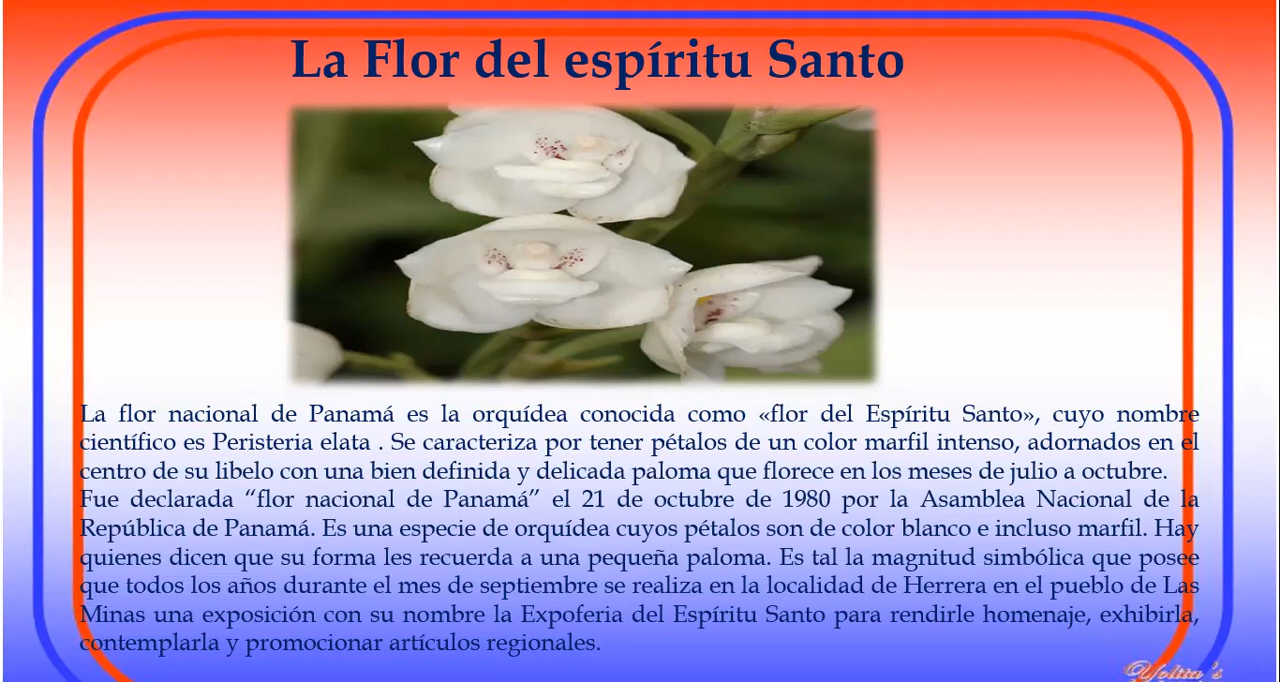 La Flor del espíritu Santo
La flor nacional de Panamá es la orquídea conocida como «flor del Espíritu Santo», cuyo nombre
científico es Peristeria elata . Se caracteriza por tener pétalos de un color marfil intenso, adornados en el
centro de su libelo con una bien definida y delicada paloma que florece en los meses de julio a octubre.
Fue declarada “flor nacional de Panamá” el 21 de octubre de 1980 por la Asamblea Nacional de la
República de Panamá. Es una especie de orquídea cuyos pétalos son de color blanco e incluso marfil. Hay
quienes dicen que su forma les recuerda a una pequeña paloma. Es tal la magnitud simbólica que posee
que todos los años durante el mes de septiembre se realiza en la localidad de Herrera en el pueblo de Las
Minas una exposición con su nombre la Expoferia del Espíritu Santo para rendirle homenaje, exhibirla,
contemplarla y promocionar artículos regionales.